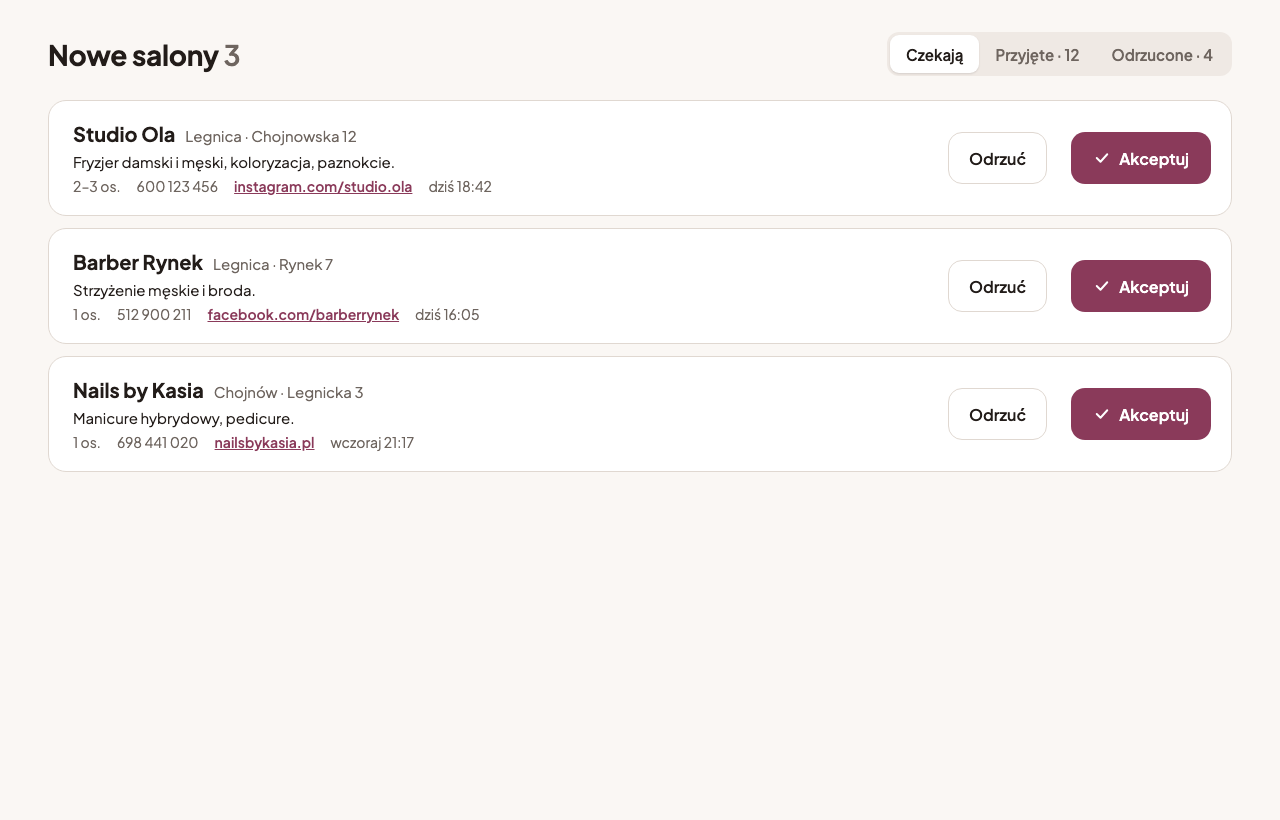 Nowe salony 3
Czekają Przyjęte · 12 Odrzucone · 4
Studio Ola Legnica · Chojnowska 12
Fryzjer damski i męski, koloryzacja, paznokcie.
2–3 os. 600 123 456 instagram.com/studio.ola dziś 18:42
Odrzuć Akceptuj
Barber Rynek Legnica · Rynek 7
Strzyżenie męskie i broda.
1 os. 512 900 211 facebook.com/barberrynek dziś 16:05
Odrzuć Akceptuj
Nails by Kasia Chojnów · Legnicka 3
Manicure hybrydowy, pedicure.
1 os. 698 441 020 nailsbykasia.pl wczoraj 21:17
Odrzuć Akceptuj